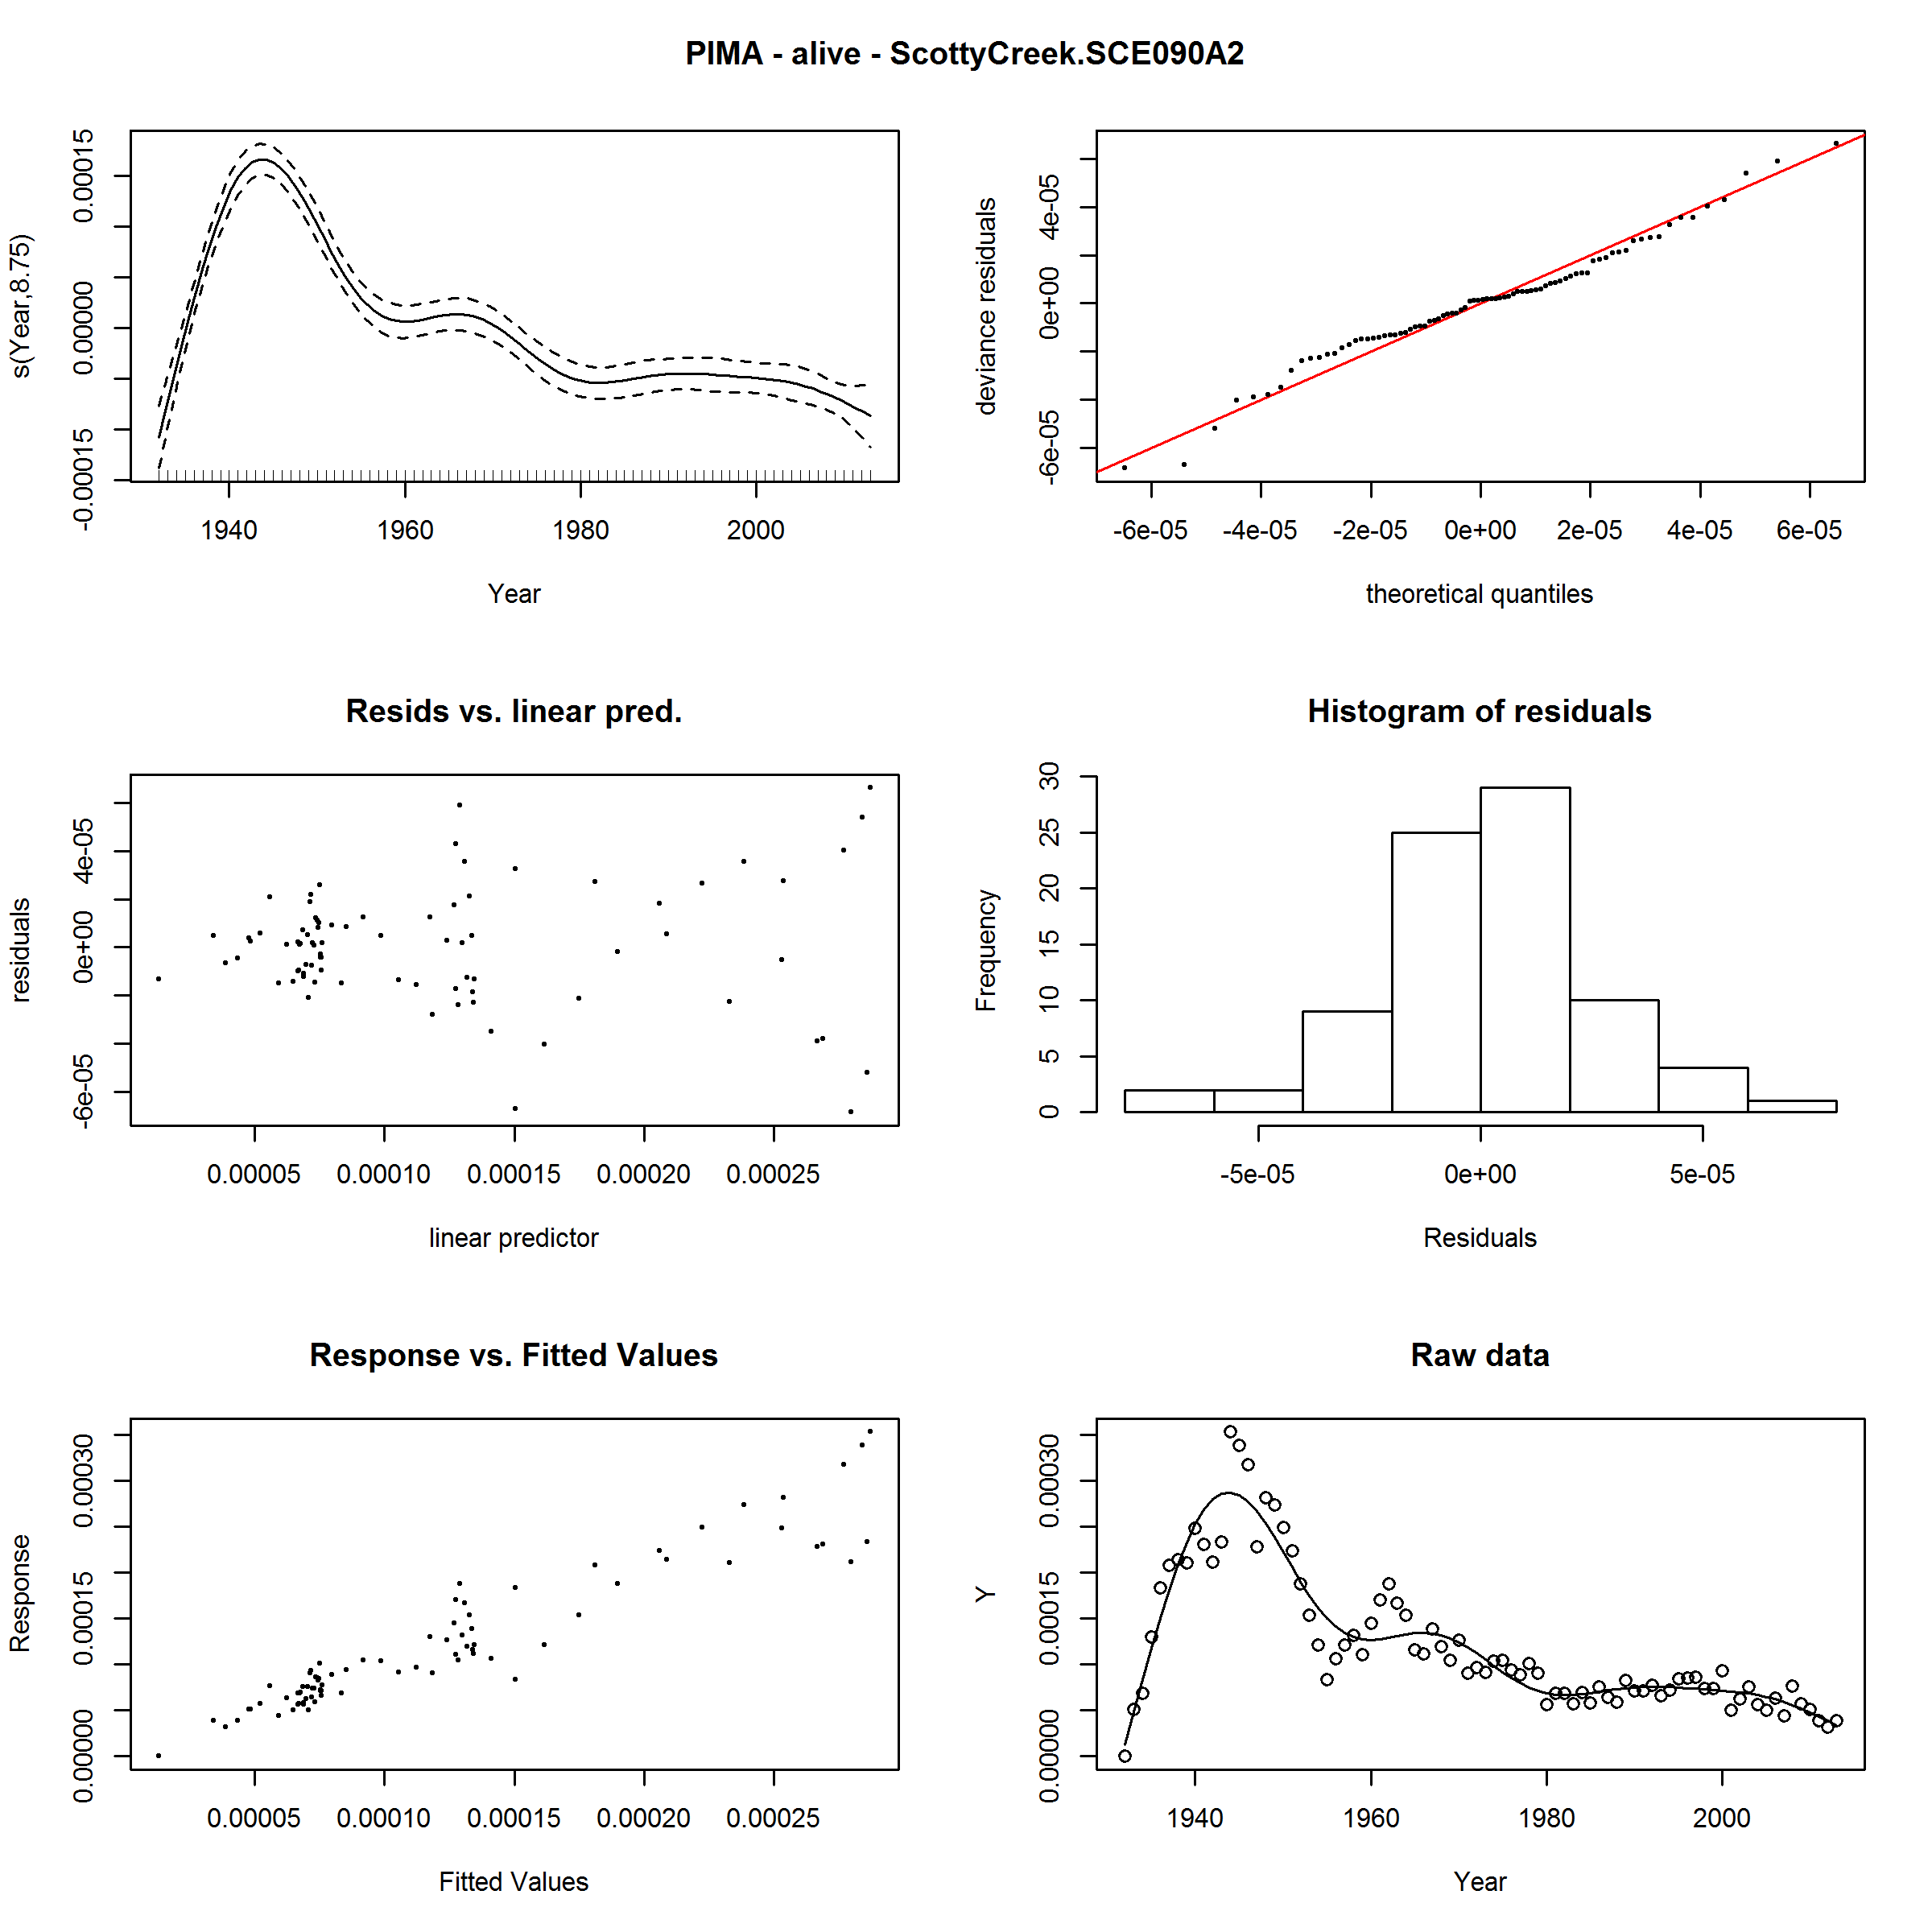 PIMA - alive - ScottyCreek.SCE090A2
s(Year,8.75)
-0.00015 0.00000 0.00015
1940 1960 1980 2000
Year
deviance residuals
-6e-05 0e+00 4e-05
-6e-05 -4e-05 -2e-05 0e+00 2e-05 4e-05 6e-05
theoretical quantiles
Resids vs. linear pred.
residuals
-6e-05 0e+00 4e-05
0.00005 0.00010 0.00015 0.00020 0.00025
linear predictor
Histogram of residuals
Frequency
0 5 10 15 20 25 30
-5e-05 0e+00 5e-05
Residuals
Response vs. Fitted Values
Response
0.00000 0.00015 0.00030
0.00005 0.00010 0.00015 0.00020 0.00025
Fitted Values
Raw data
Y
0.00000 0.00015 0.00030
1940 1960 1980 2000
Year